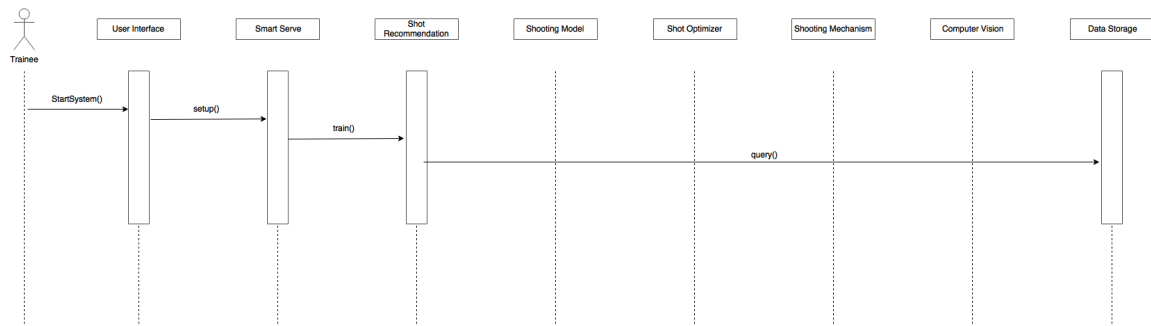 User Interface
Smart Serve
Shot
Recommendation
Shooting Model
Shot Optimizer
Shooting Mechanism
Computer Vision
Data Storage
Trainee
StartSystem()
setup()
train()
query()